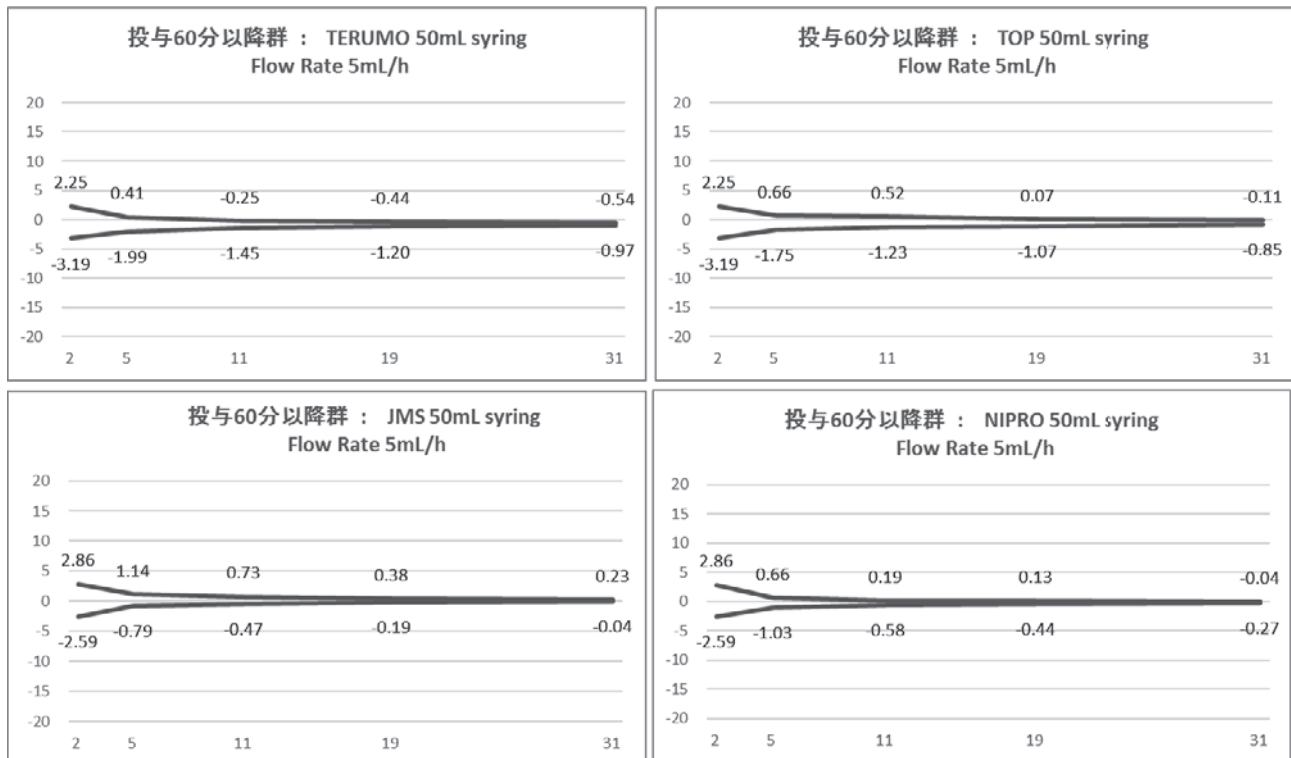 投与60分以降群 ： TERUMO 50mL syring
Flow Rate 5mL/h
20
15
10
5
0
-5
-10
-15
-20
2.25 0.41 -0.25 -0.44 -0.54
-3.19 -1.99 -1.45 -1.20 -0.97
2 5 11 19 31
投与60分以降群 ： TOP 50mL syring
Flow Rate 5mL/h
20
15
10
5
0
-5
-10
-15
-20
2.25 0.66 0.52 0.07 -0.11
-3.19 -1.75 -1.23 -1.07 -0.85
2 5 11 19 31
投与60分以降群 ： JMS 50mL syring
Flow Rate 5mL/h
20
15
10
5
0
-5
-10
-15
-20
2.86 1.14 0.73 0.38 0.23
-2.59 -0.79 -0.47 -0.19 -0.04
2 5 11 19 31
投与60分以降群 ： NIPRO 50mL syring
Flow Rate 5mL/h
20
15
10
5
0
-5
-10
-15
-20
2.86 0.66 0.19 0.13 -0.04
-2.59 -1.03 -0.58 -0.44 -0.27
2 5 11 19 31